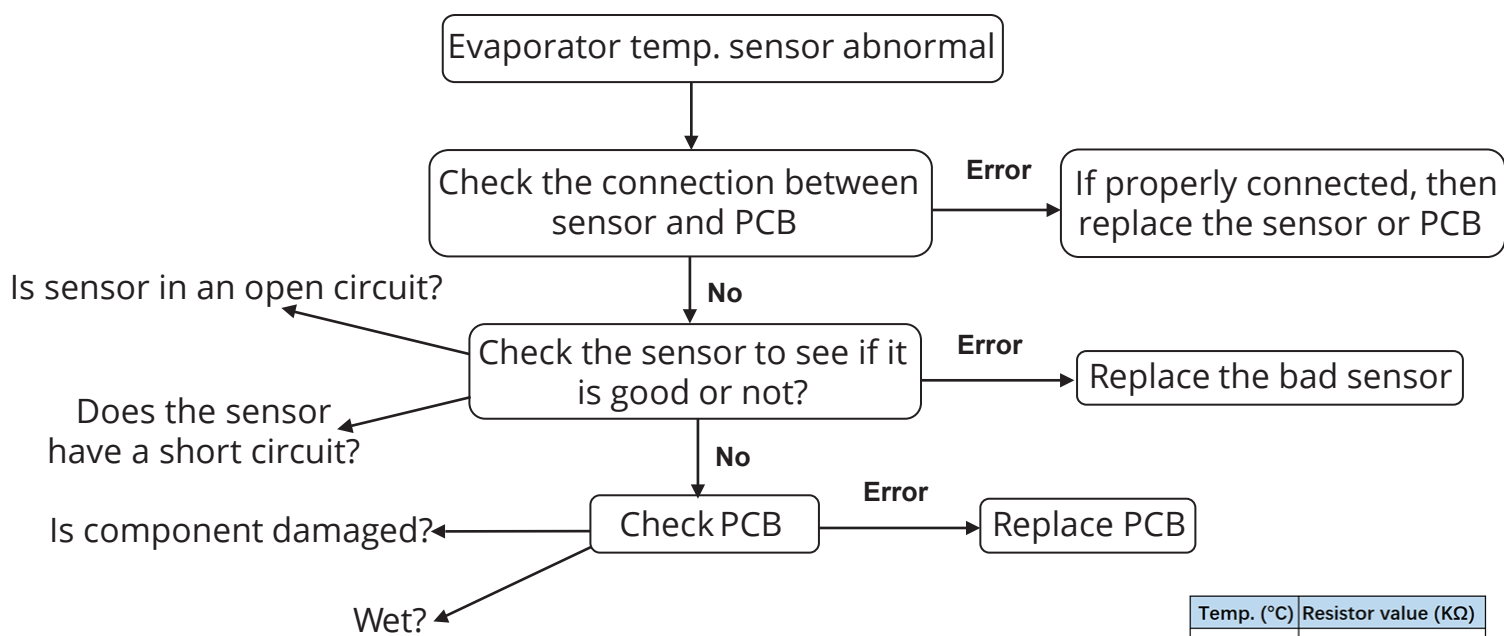 Evaporator temp. sensor abnormal
Check the connection between
sensor and PCB
Error
If properly connected, then
replace the sensor or PCB
No
Is sensor in an open circuit?
Check the sensor to see if it
is good or not?
Error
Replace the bad sensor
Does the sensor
have a short circuit?
No
Check PCB
Error
Replace PCB
Is component damaged?
Wet?
Temp. (°C) Resistor value (KΩ)